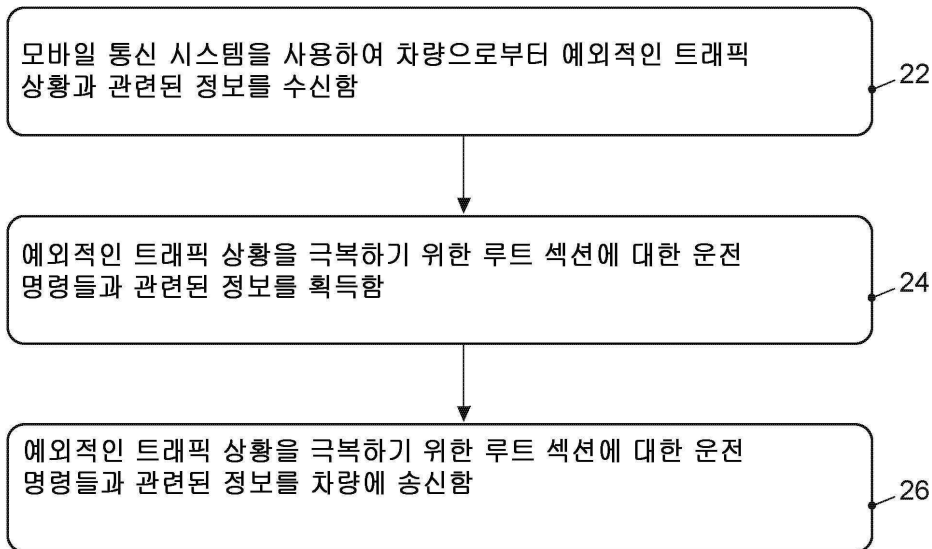 모바일 통신 시스템을 사용하여 차량으로부터 예외적인 트래픽
상황과 관련된 정보를 수신함
22
예외적인 트래픽 상황을 극복하기 위한 루트 섹션에 대한 운전
명령들과 관련된 정보를 획득함
24
예외적인 트래픽 상황을 극복하기 위한 루트 섹션에 대한 운전
명령들과 관련된 정보를 차량에 송신함
26